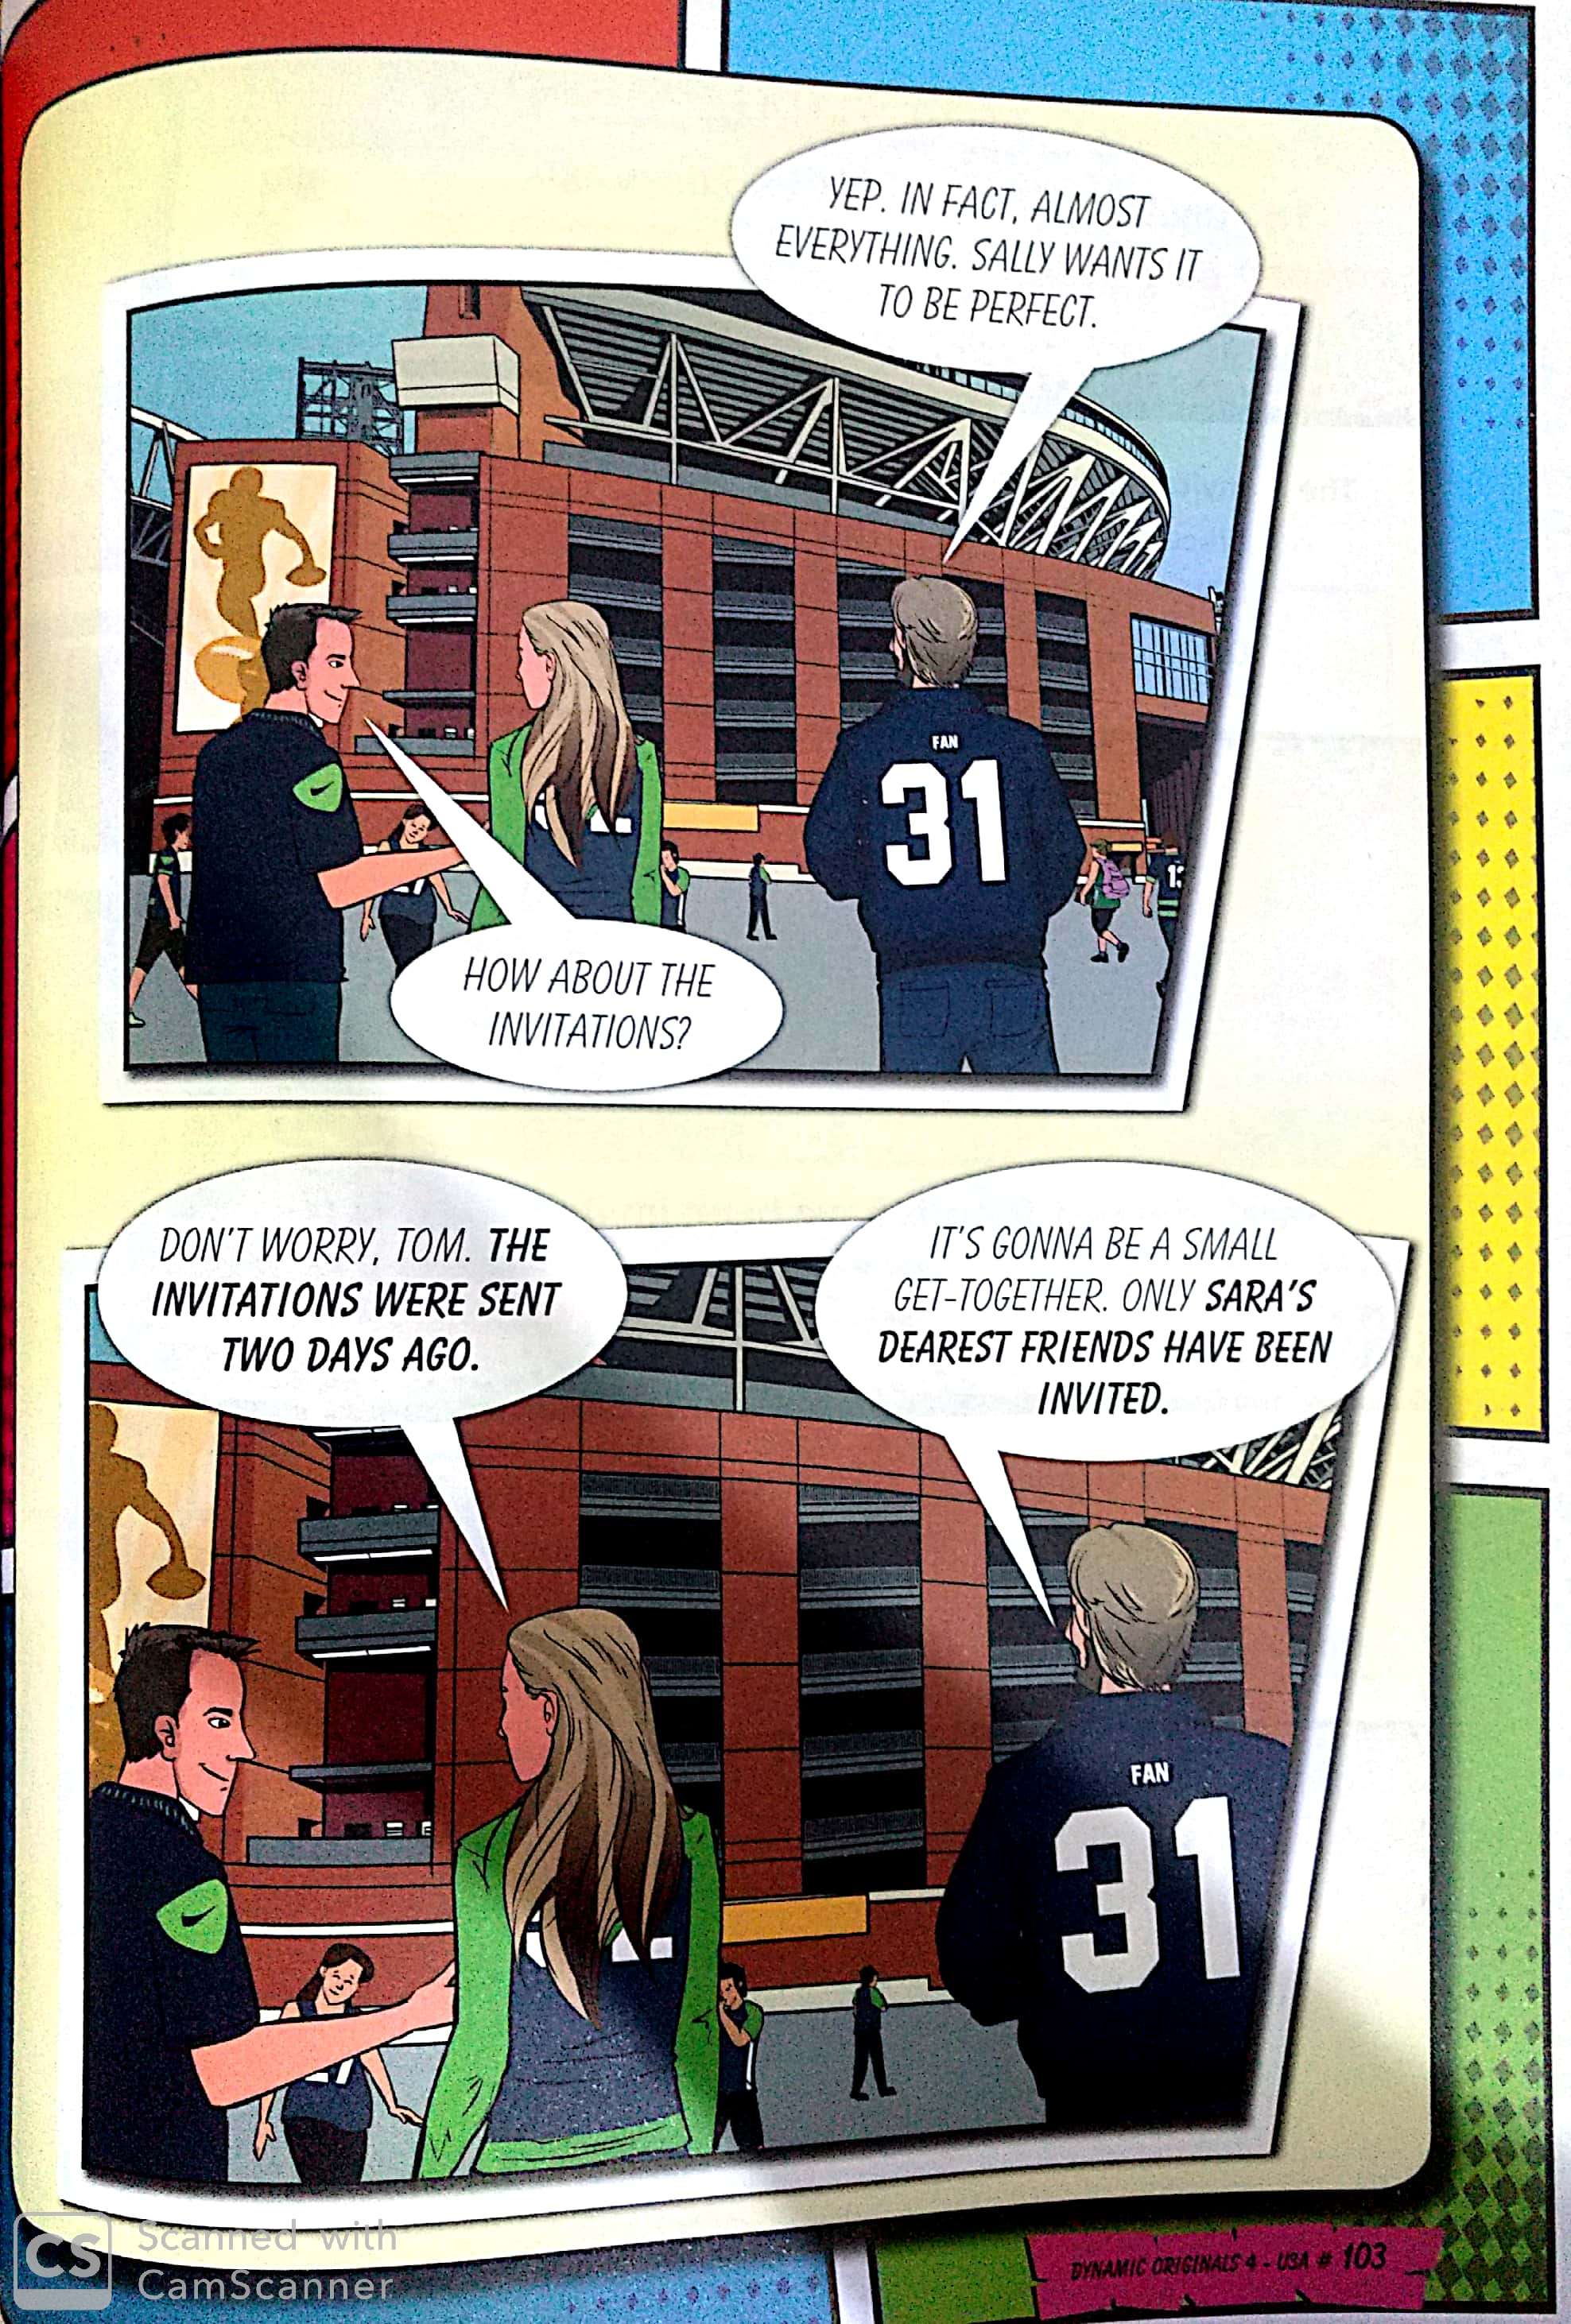 YEP. IN FACT, ALMOST
EVERYTHING. SALLY WANTS IT
TO BE PERFECT.
FAN
31
13
HOW ABOUT THE
INVITATIONS?
DON'T WORRY, TOM. THE
INVITATIONS WERE SENT
TWO DAYS AGO.
IT'S GONNA BE A SMALL
GET-TOGETHER. ONLY SARA'S
DEAREST FRIENDS HAVE BEEN
INVITED.
FAN
31
DYNAMIC ORIGINALS 4 - USA # 103
CS
Scanned with
CamScanner